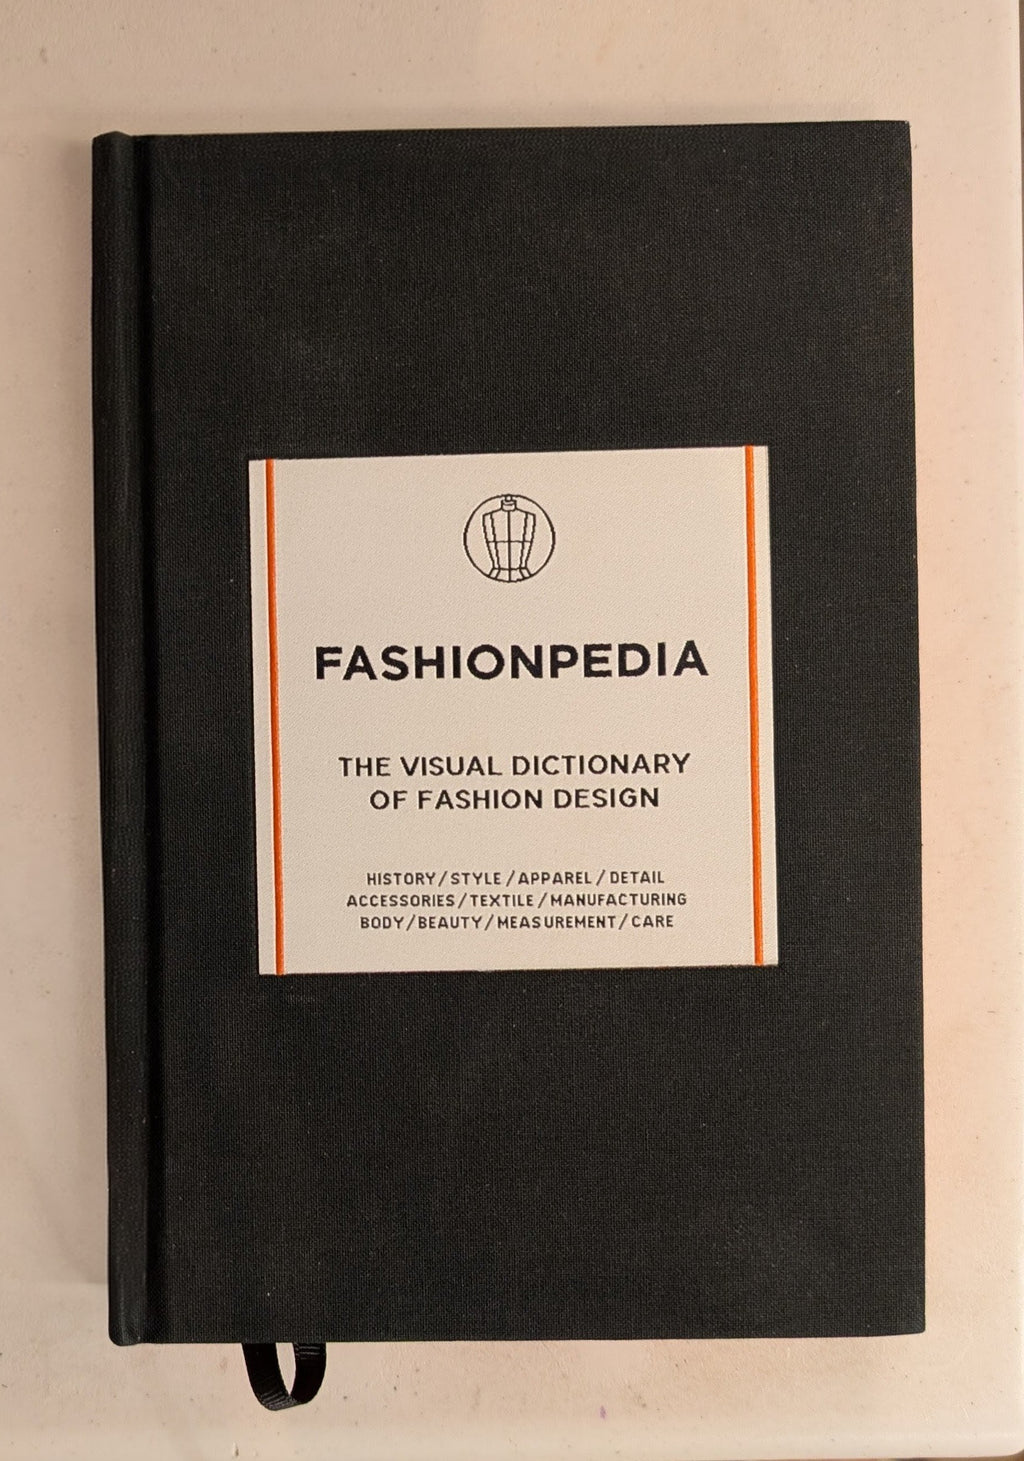 FASHIONPEDIA
THE VISUAL DICTIONARY
OF FASHION DESIGN
HISTORY/STYLE/APPAREL/DETAIL
ACCESSORIES/TEXTILE/MANUFACTURING
BODY/BEAUTY/MEASUREMENT/CARE